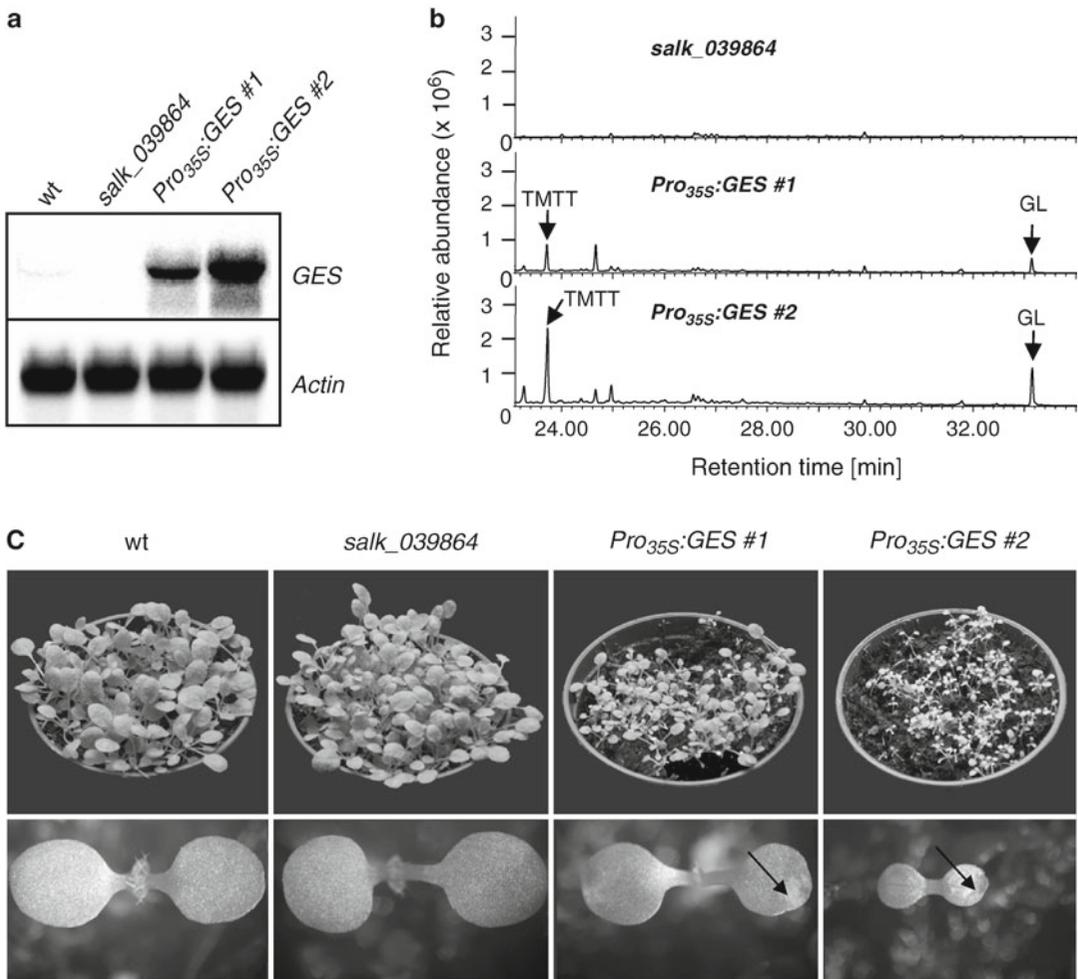 a
wt
salk_039864
Pro35S:GES #1
Pro35S:GES #2
GES
Actin
b
Relative abundance (x 10⁶)
3
2
1
0
salk_039864
3
2
1
0
Pro35S:GES #1
TMTT
GL
3
2
1
0
Pro35S:GES #2
TMTT
GL
24.00 26.00 28.00 30.00 32.00
Retention time [min]
C
wt salk_039864 Pro35S:GES #1 Pro35S:GES #2